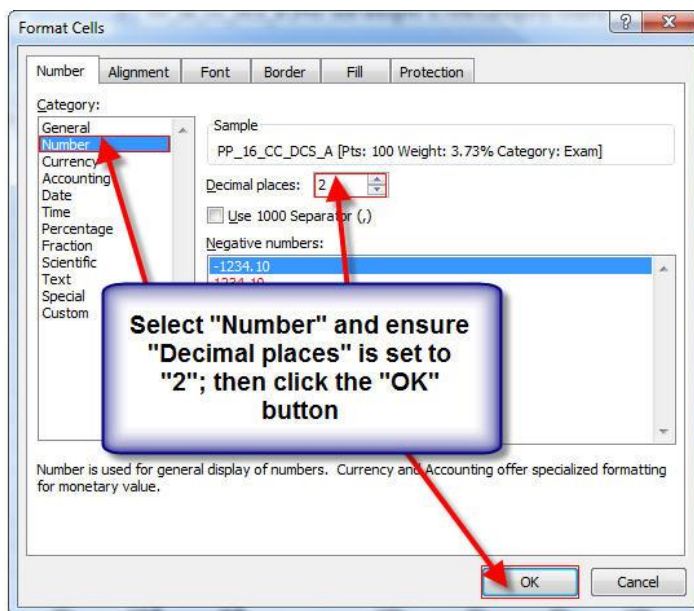 Format Cells
Number
Alignment
Font
Border
Fill
Protection
Category:
General
Number
Currency
Accounting
Date
Time
Percentage
Fraction
Scientific
Text
Special
Custom
Sample
PP_16_CC_DCS_A [Pts: 100 Weight: 3.73% Category: Exam]
Decimal places: 2
Use 1000 Separator (,)
Negative numbers:
-1234.10
1234.10
Select "Number" and ensure
"Decimal places" is set to
"2"; then click the "OK"
button
Number is used for general display of numbers. Currency and Accounting offer specialized formatting
for monetary value.
OK
Cancel